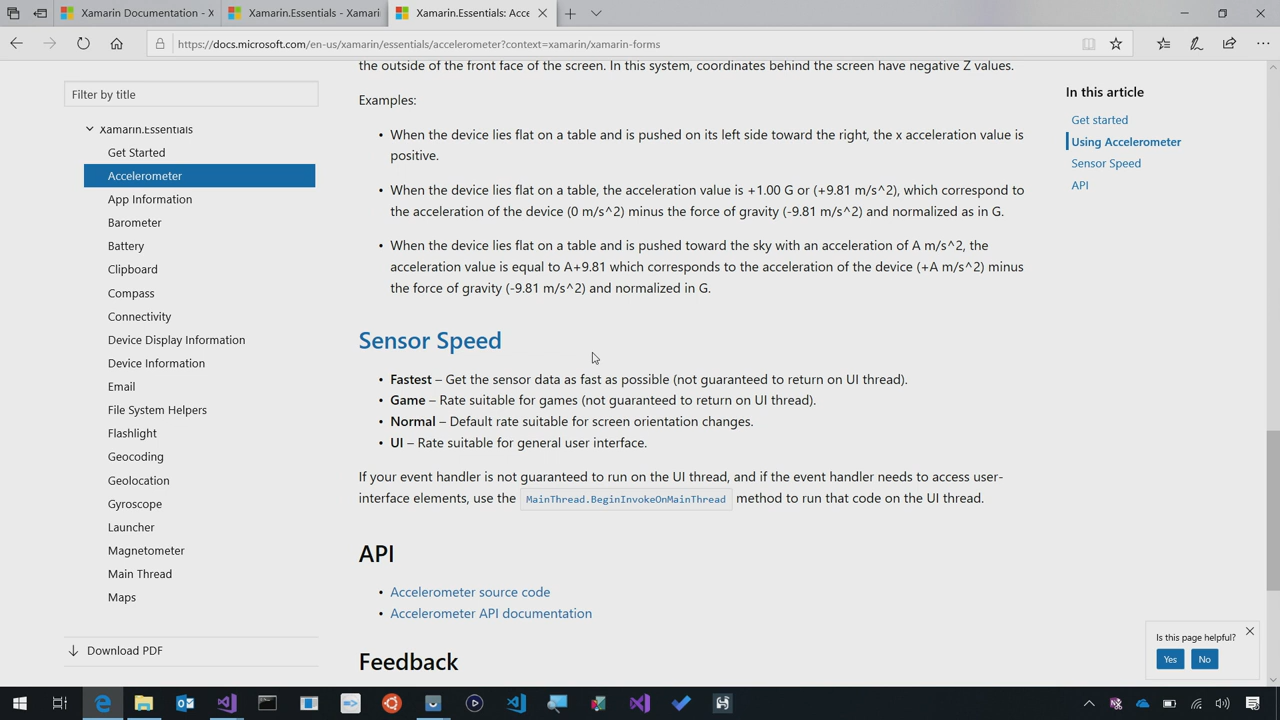 Xamarin Documentation - X
Xamarin.Essentials - Xamari
Xamarin.Essentials: Acce
https://docs.microsoft.com/en-us/xamarin/essentials/accelerometer?context=xamarin/xamarin-forms
Filter by title
Xamarin.Essentials
Get Started
Accelerometer
App Information
Barometer
Battery
Clipboard
Compass
Connectivity
Device Display Information
Device Information
Email
File System Helpers
Flashlight
Geocoding
Geolocation
Gyroscope
Launcher
Magnetometer
Main Thread
Maps
Download PDF
the outside of the front face of the screen. In this system, coordinates behind the screen have negative Z values.
Examples:
• When the device lies flat on a table and is pushed on its left side toward the right, the x acceleration value is
positive.
• When the device lies flat on a table, the acceleration value is +1.00 G or (+9.81 m/s^2), which correspond to
the acceleration of the device (0 m/s^2) minus the force of gravity (-9.81 m/s^2) and normalized as in G.
• When the device lies flat on a table and is pushed toward the sky with an acceleration of A m/s^2, the
acceleration value is equal to A+9.81 which corresponds to the acceleration of the device (+A m/s^2) minus
the force of gravity (-9.81 m/s^2) and normalized in G.
Sensor Speed
• Fastest – Get the sensor data as fast as possible (not guaranteed to return on UI thread).
• Game – Rate suitable for games (not guaranteed to return on UI thread).
• Normal – Default rate suitable for screen orientation changes.
• UI – Rate suitable for general user interface.
If your event handler is not guaranteed to run on the UI thread, and if the event handler needs to access user-
interface elements, use the MainThread.BeginInvokeOnMainThread method to run that code on the UI thread.
API
• Accelerometer source code
• Accelerometer API documentation
Feedback
In this article
Get started
Using Accelerometer
Sensor Speed
API
Is this page helpful?
Yes No